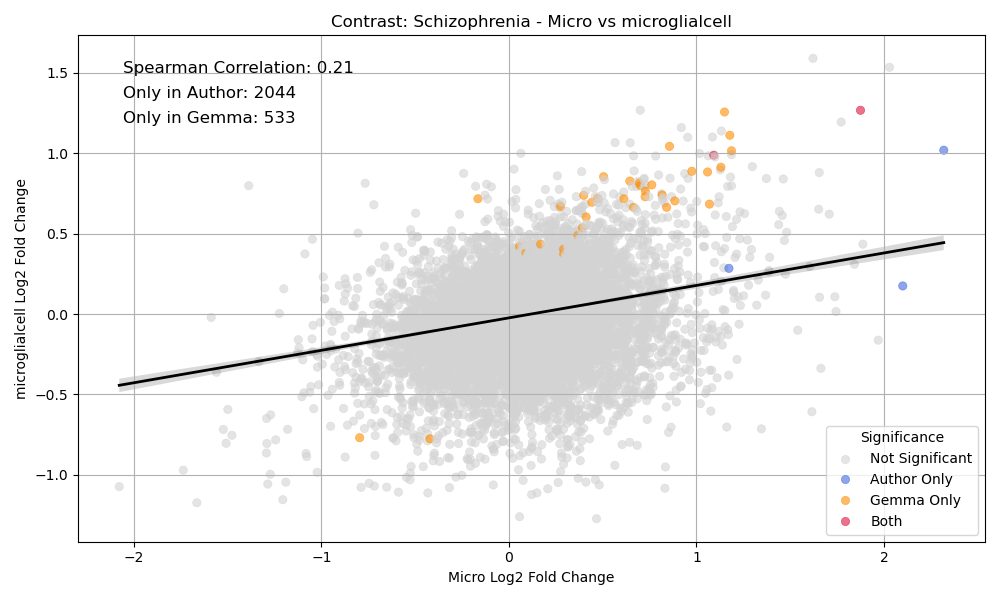 Contrast: Schizophrenia - Micro vs microglialcell
Spearman Correlation: 0.21
Only in Author: 2044
Only in Gemma: 533
1.5
1.0
0.5
0.0
−0.5
−1.0
microglialcell Log2 Fold Change
Significance
Not Significant
Author Only
Gemma Only
Both
−2
−1
0
1
2
Micro Log2 Fold Change